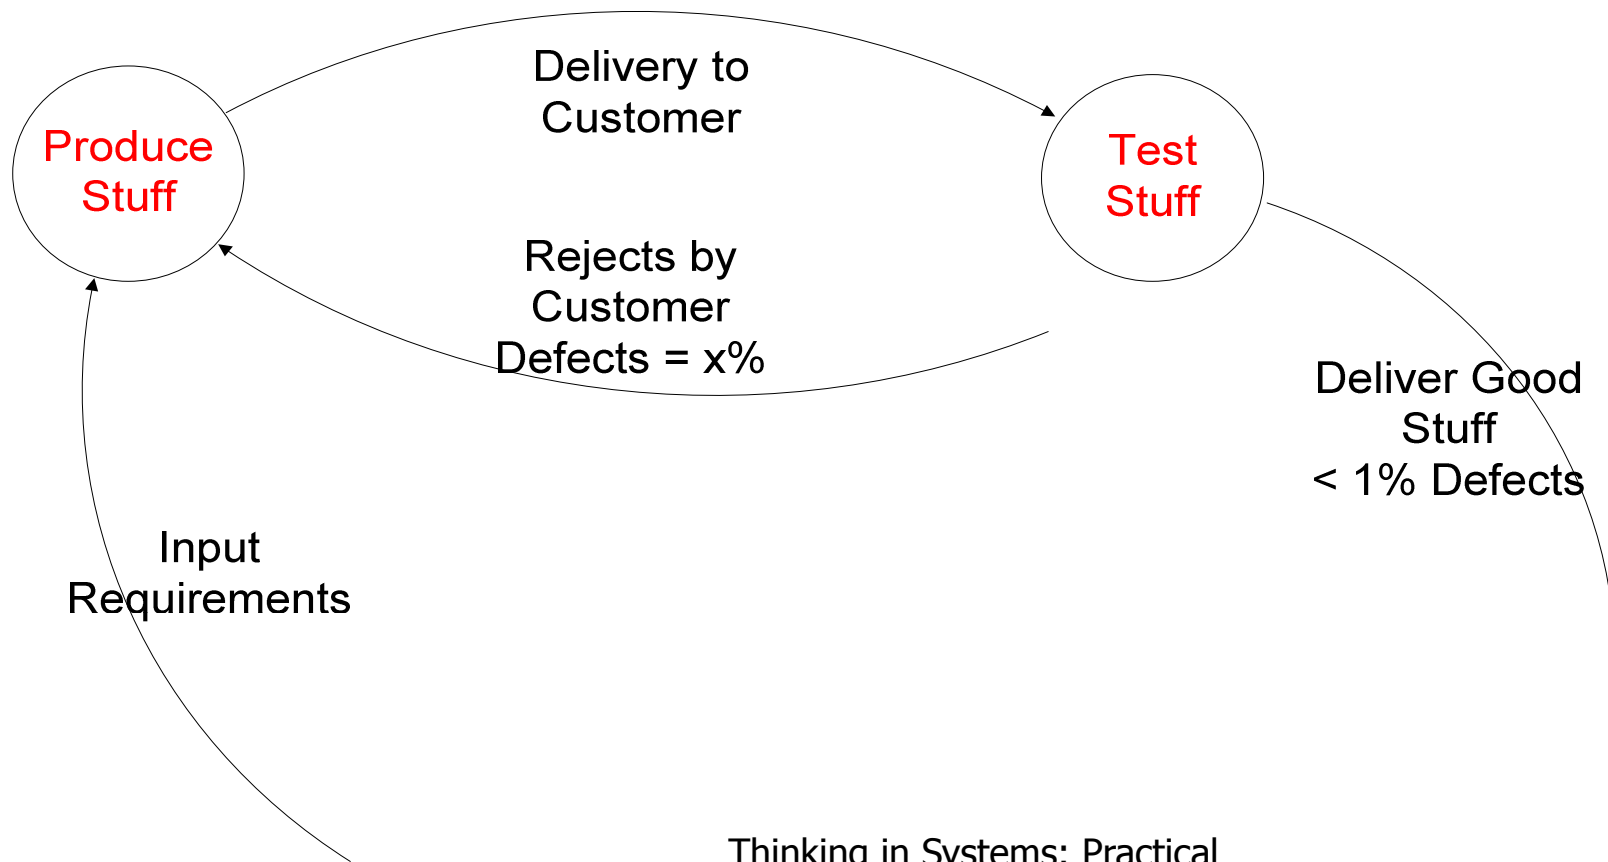 Delivery to
Customer
Produce
Stuff
Test
Stuff
Rejects by
Customer
Defects = x%
Deliver Good
Stuff
< 1% Defects
Input
Requirements
Thinking in Systems: Practical